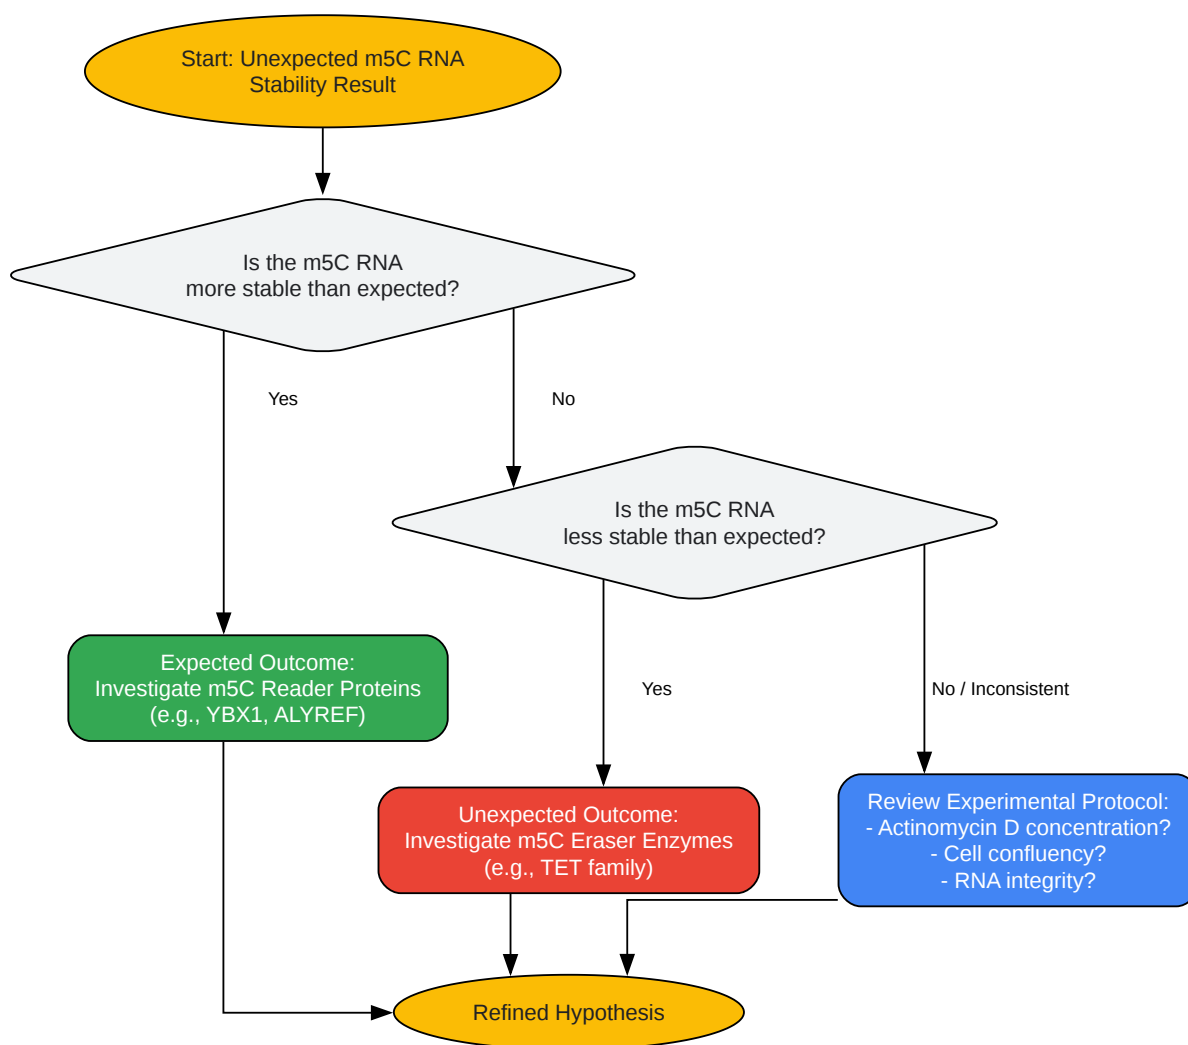 Start: Unexpected m5C RNA
Stability Result
Is the m5C RNA
more stable than expected?
Yes
No
Is the m5C RNA
less stable than expected?
Expected Outcome:
Investigate m5C Reader Proteins
(e.g., YBX1, ALYREF)
Yes
No / Inconsistent
Unexpected Outcome:
Investigate m5C Eraser Enzymes
(e.g., TET family)
Review Experimental Protocol:
- Actinomycin D concentration?
- Cell confluency?
- RNA integrity?
Refined Hypothesis